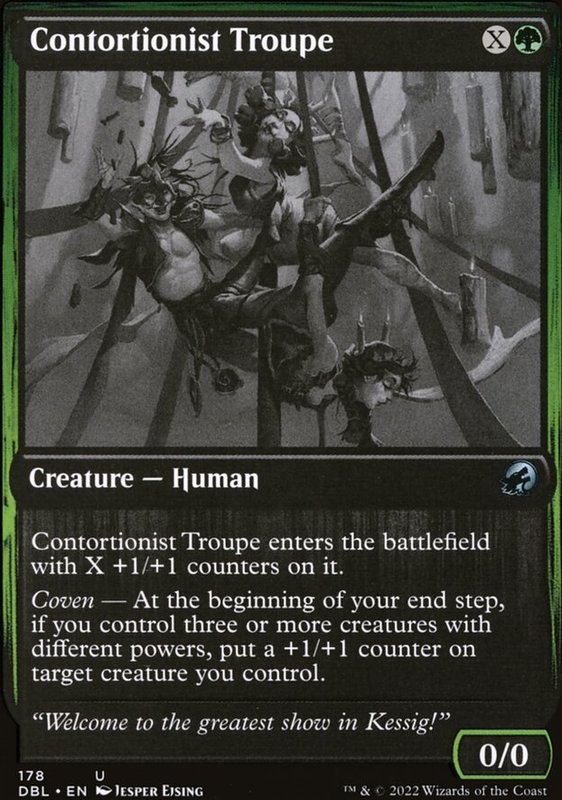 Contortionist Troupe X
Creature — Human
Contortionist Troupe enters the battlefield
with X +1/+1 counters on it.
Coven — At the beginning of your end step,
if you control three or more creatures with
different powers, put a +1/+1 counter on
target creature you control.
“Welcome to the greatest show in Kessig!”
0/0
178 U
DBL • EN Jesper Ejsing
™ & © 2022 Wizards of the Coast